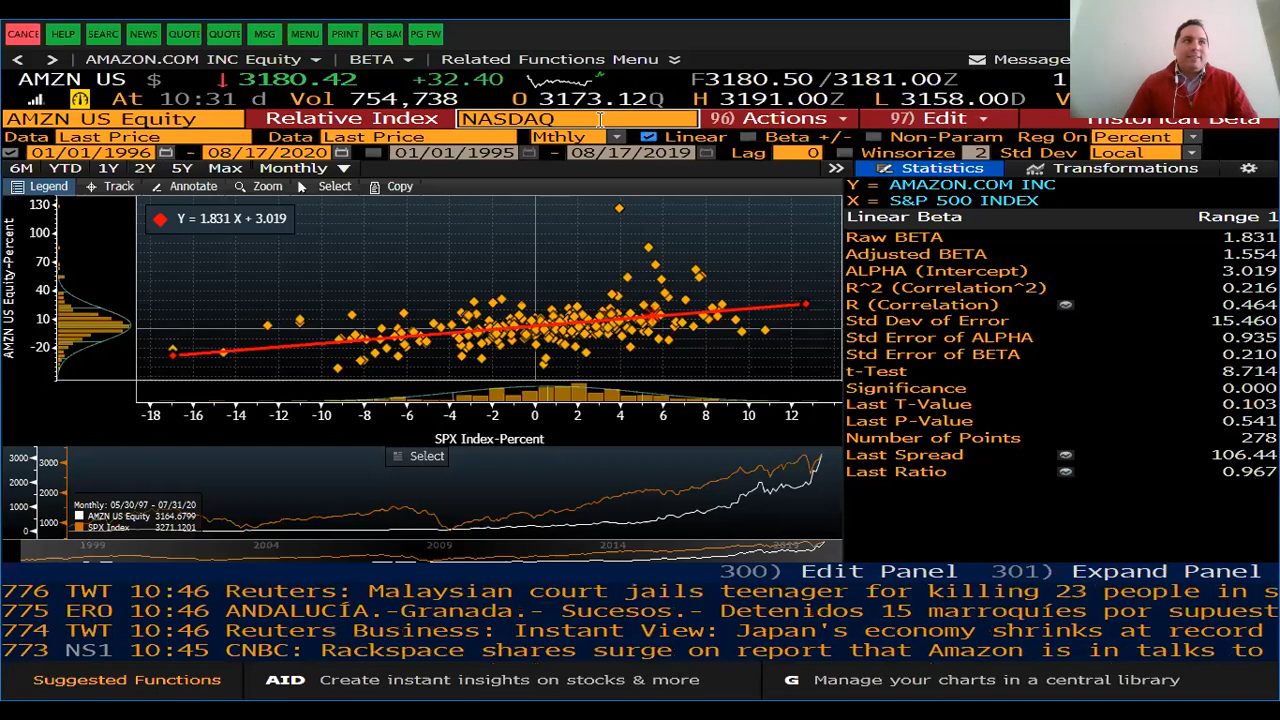 CANCE HELP SEARC NEWS QUOTE QUOTE MSG MENU PRINT PG BAC PG FW
< > AMAZON.COM INC Equity BETA Related Functions Menu Message
AMZN US $ 3180.42 +32.40 F3180.50 /3181.00Z 1
At 10:31 d Vol 754,738 O 3173.12Q H 3191.00Z L 3158.00D
AMZN US Equity Relative Index NASDAQ 96) Actions 97) Edit Historical Beta
Data Last Price Data Last Price Mthly Linear Beta +/- Non-Param Reg On Percent
01/01/1996 - 08/17/2020 01/01/1995 - 08/17/2019 Lag 0 Winsorize 2 Std Dev Local
6M YTD 1Y 2Y 5Y Max Monthly Statistics Transformations
Legend Track Annotate Zoom Select Copy
Y = AMAZON.COM INC
X = S&P 500 INDEX
Linear Beta Range 1
Raw BETA 1.831
Adjusted BETA 1.554
ALPHA (Intercept) 3.019
R^2 (Correlation^2) 0.216
R (Correlation) 0.464
Std Dev of Error 15.460
Std Error of ALPHA 0.935
Std Error of BETA 0.210
t-Test 8.714
Significance 0.000
Last T-Value 0.103
Last P-Value 0.541
Number of Points 278
Last Spread 106.44
Last Ratio 0.967
Y = 1.831 X + 3.019
AMZN US Equity-Percent
130
100
70
40
10
-20
-18 -16 -14 -12 -10 -8 -6 -4 -2 0 2 4 6 8 10 12
SPX Index-Percent
Select
3000 3000
2000 2000
1000 1000
0
Monthly: 05/30/97 - 07/31/20
AMZN US Equity 3164.6799
SPX Index 3271.1201
1999 2004 2009 2014
300) Edit Panel 301) Expand Panel
776 TWT 10:46 Reuters: Malaysian court jails teenager for killing 23 people in s
775 ERO 10:46 ANDALUCÍA.-Granada.- Sucesos.- Detenidos 15 marroquíes por supuest
774 TWT 10:46 Reuters Business: Instant View: Japan's economy shrinks at record
773 NS1 10:45 CNBC: Rackspace shares surge on report that Amazon is in talks to
Suggested Functions AID Create instant insights on stocks & more G Manage your charts in a central library